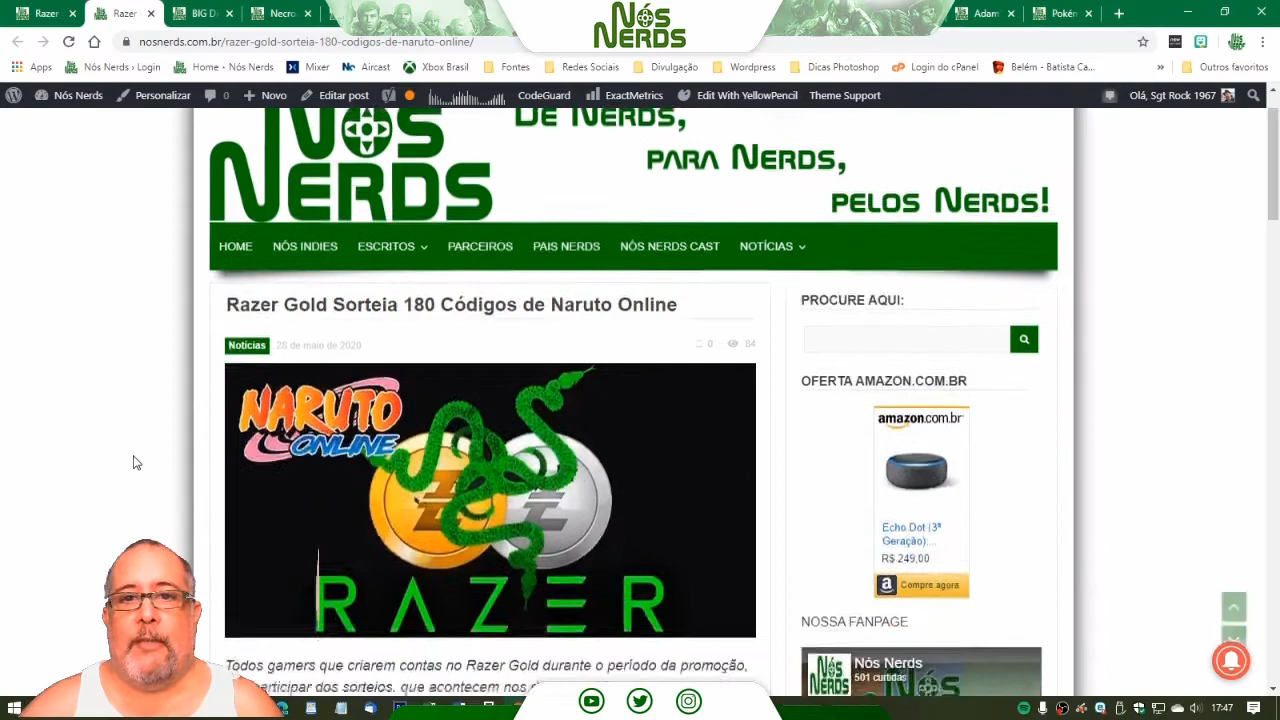 Razer
Razer
BIG D
Necro
Adam
Pokén
NÓS
NERDS
nosnerds.com.br/razer-gold-sorteia-180-codigos-de-naruto-online/
Apps
Nós Nerds › Login
Home - Nós Nerds
Mixer
Aircast
Xbox Brasil
Fontes
Redes Sociais
Divulgação
Wordpress
Dicas Photoshop
Login do cPanel
Belém - Batista Ca...
»
Outros favoritos
Nós Nerds
Personalizar
0
Novo
Editar post
CodeGuard
ExactMetrics
Edit With YellowPencil
Theme Support
Olá, Sgt Rock 1967
NÓS
NERDS
DE NERDS,
PARA NERDS,
PELOS NERDS!
HOME
NÓS INDIES
ESCRITOS
PARCEIROS
PAIS NERDS
NÓS NERDS CAST
NOTÍCIAS
Razer Gold Sorteia 180 Códigos de Naruto Online
Notícias
28 de maio de 2020
0
84
NARUTO
ONLINE
RAZER
Todos gamers que criarem contas no Razer Gold durante o período da promoção,
participar dos sorteios, que acontecem nos d
PROCURE AQUI:
OFERTA AMAZON.COM.BR
amazon.com.br
Echo Dot (3ª
Geração):...
R$ 249,00
Compre agora
NOSSA FANPAGE
NÓS
NERDS
Nós Nerds
501 curtidas
17:47